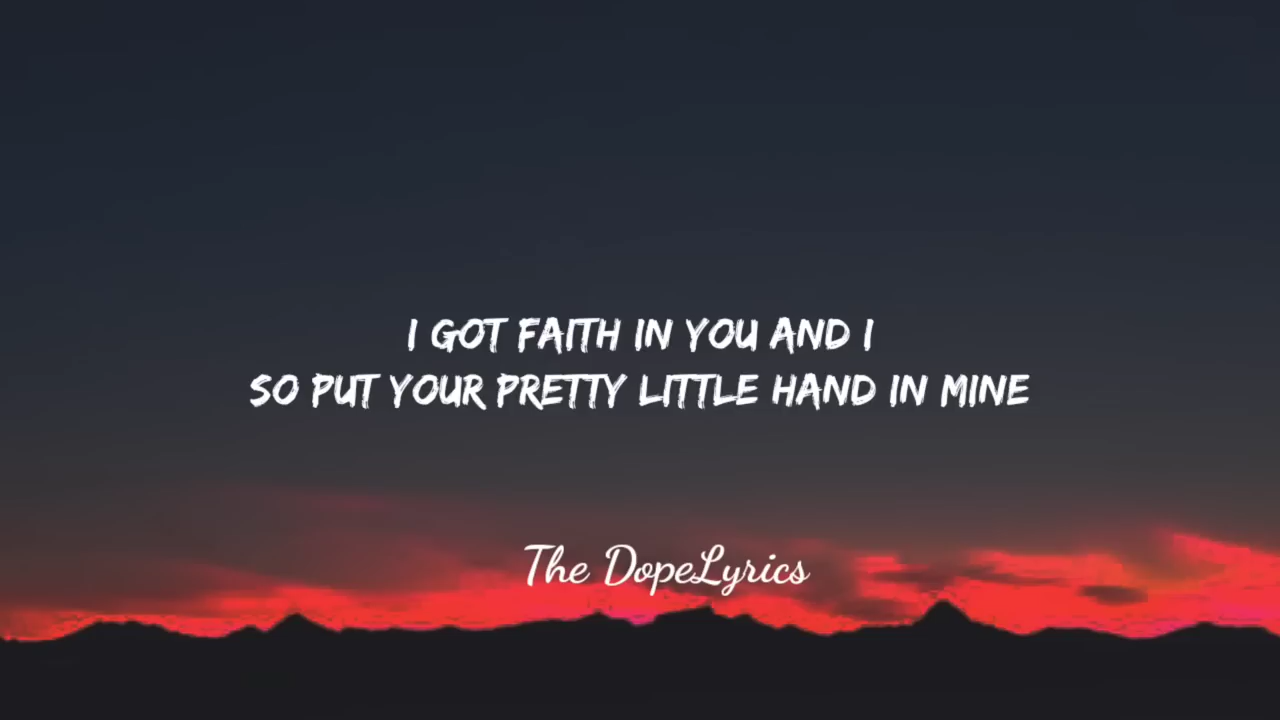 I GOT FAITH IN YOU AND I
SO PUT YOUR PRETTY LITTLE HAND IN MINE
The DopeLyrics